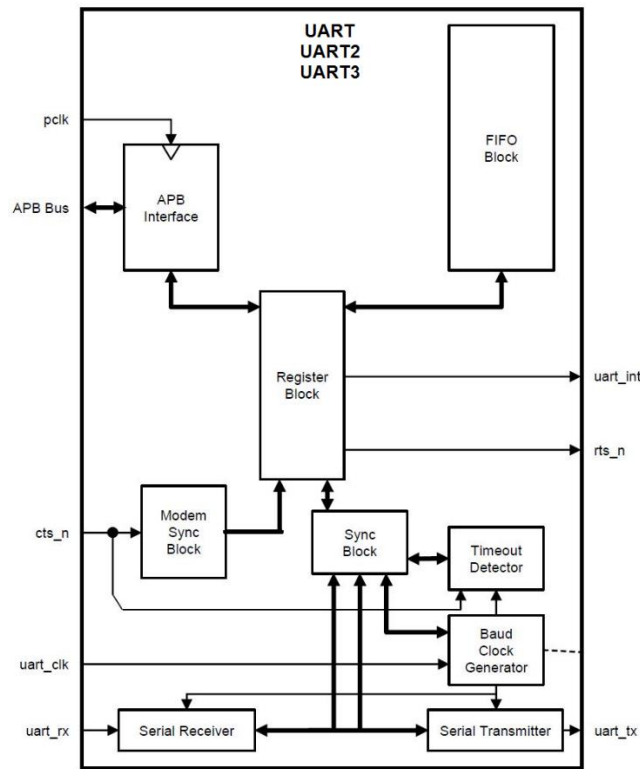 UART
UART2
UART3
pclk
FIFO
Block
APB
Interface
APB Bus
Register
Block
uart_int
rts_n
Modem
Sync
Block
cts_n
Sync
Block
Timeout
Detector
Baud
Clock
Generator
uart_clk
uart_rx
Serial Receiver
Serial Transmitter
uart_tx